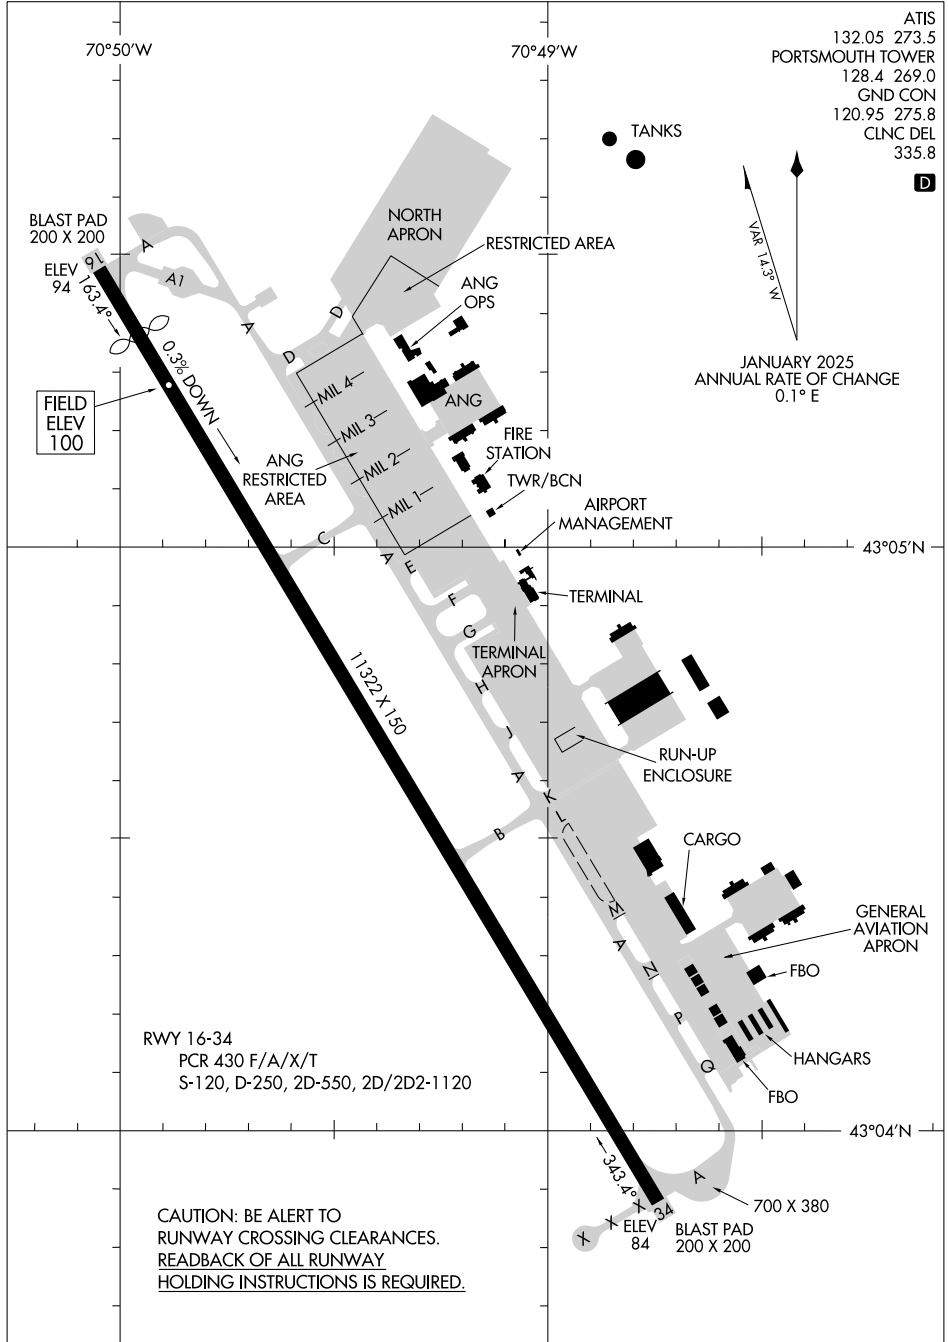 ATIS
132.05 273.5
PORTSMOUTH TOWER
128.4 269.0
GND CON
120.95 275.8
CLNC DEL
335.8
D
70°50'W
70°49'W
TANKS
VAR 14.3° W
JANUARY 2025
ANNUAL RATE OF CHANGE
0.1° E
NORTH
APRON
RESTRICTED AREA
BLAST PAD
200 X 200
16
ELEV
94
163.4°
A
A1
A
D
D
ANG
OPS
0.3% DOWN
FIELD
ELEV
100
MIL 4
MIL 3
MIL 2
MIL 1
ANG
ANG
RESTRICTED
AREA
FIRE
STATION
TWR/BCN
AIRPORT
MANAGEMENT
43°05'N
C
A
E
F
G
H
J
A
K
L
B
TERMINAL
TERMINAL
APRON
11322 X 150
RUN-UP
ENCLOSURE
CARGO
M
A
N
P
Q
GENERAL
AVIATION
APRON
FBO
HANGARS
FBO
RWY 16-34
PCR 430 F/A/X/T
S-120, D-250, 2D-550, 2D/2D2-1120
43°04'N
343.4°
A
700 X 380
34
X
X
X
ELEV
84
BLAST PAD
200 X 200
CAUTION: BE ALERT TO
RUNWAY CROSSING CLEARANCES.
READBACK OF ALL RUNWAY
HOLDING INSTRUCTIONS IS REQUIRED.